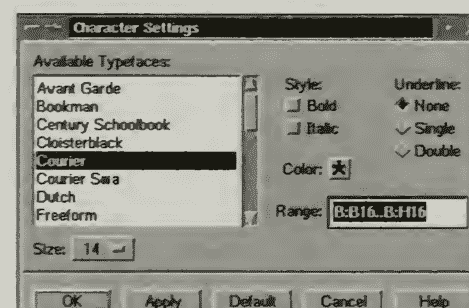 Character Settings
Available Typefaces:
Avant Garde
Bookman
Century Schoolbook
Cloisterblack
Courier
Courier Swa
Dutch
Freeform
Size: 14
Style:
Bold
Italic
Color:
Underline:
None
Single
Double
Range: B:B16..B:H16
OK Apply Default Cancel Help